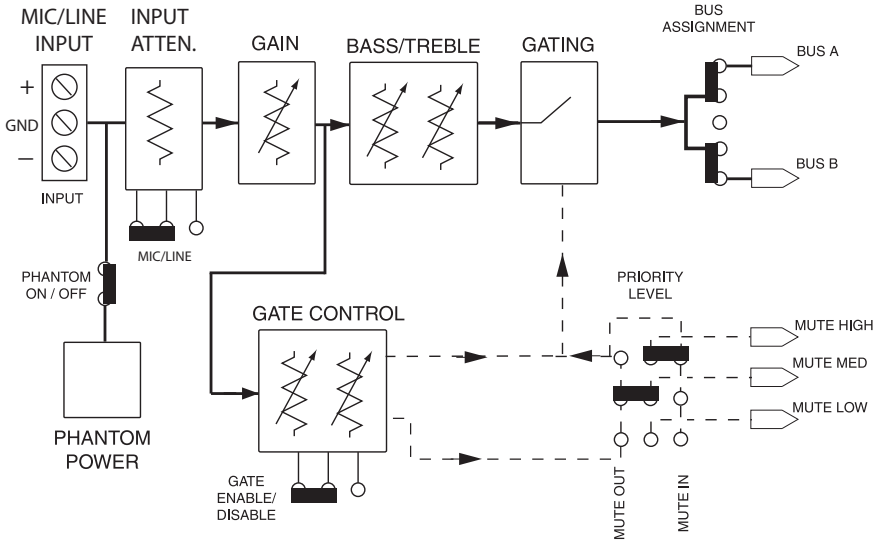 MIC/LINE
INPUT
INPUT
ATTEN.
GAIN
BASS/TREBLE
GATING
BUS
ASSIGNMENT
BUS A
+
GND
–
BUS B
INPUT
MIC/LINE
PHANTOM
ON / OFF
PRIORITY
LEVEL
GATE CONTROL
MUTE HIGH
MUTE MED
MUTE LOW
PHANTOM
POWER
GATE
ENABLE/
DISABLE
MUTE OUT
MUTE IN